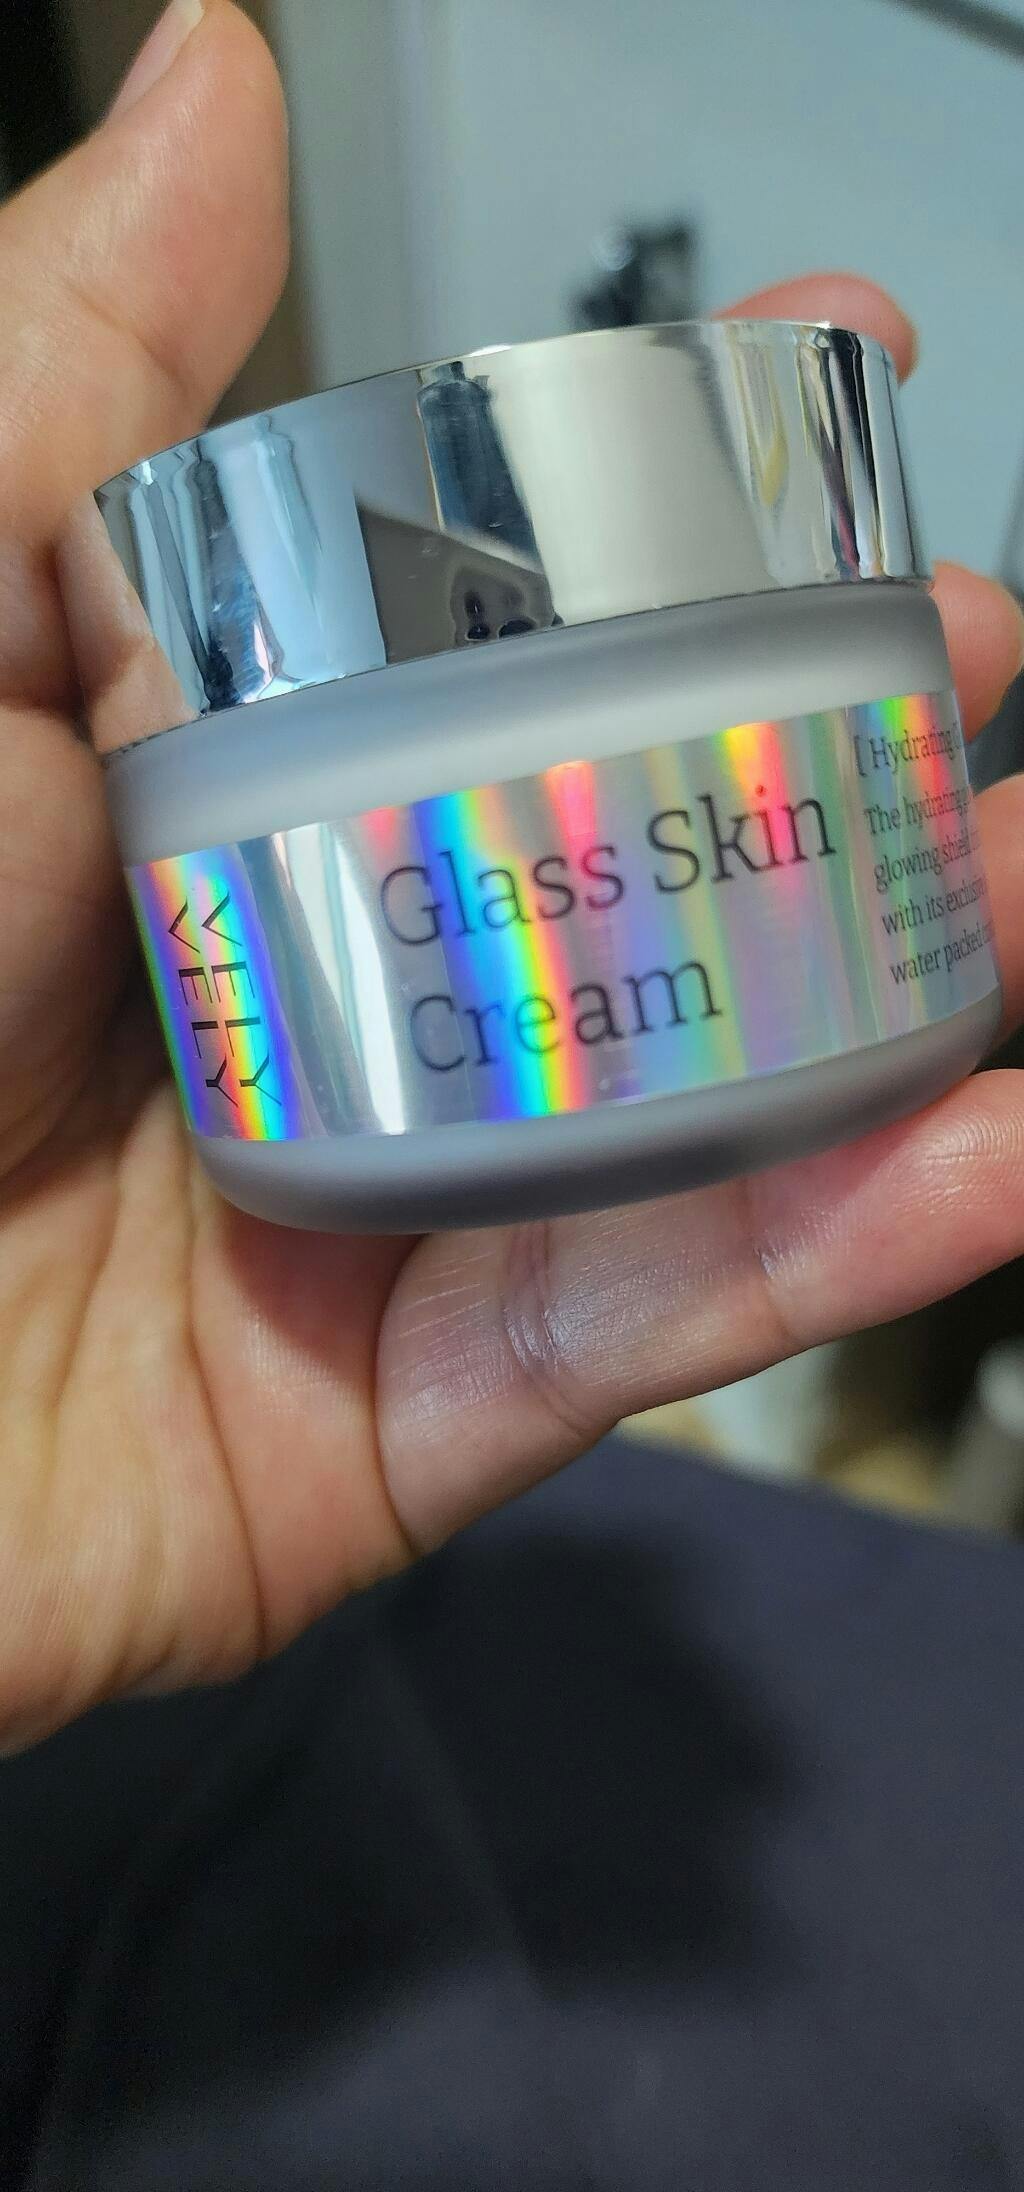 VELY
VELY
Glass Skin
Cream
[ Hydrating
The hydrating
glowing shield
with its exclusive
water packed